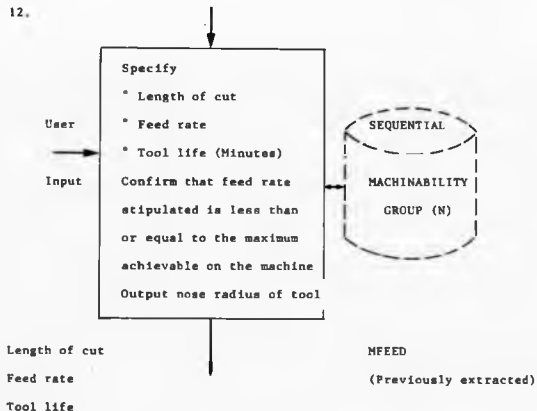 12.
Specify
° Length of cut
° Feed rate
° Tool life (Minutes)
Confirm that feed rate
stipulated is less than
or equal to the maximum
achievable on the machine
Output nose radius of tool
User
Input
SEQUENTIAL
MACHINABILITY
GROUP (N)
Length of cut
Feed rate
Tool life
MFEED
(Previously extracted)